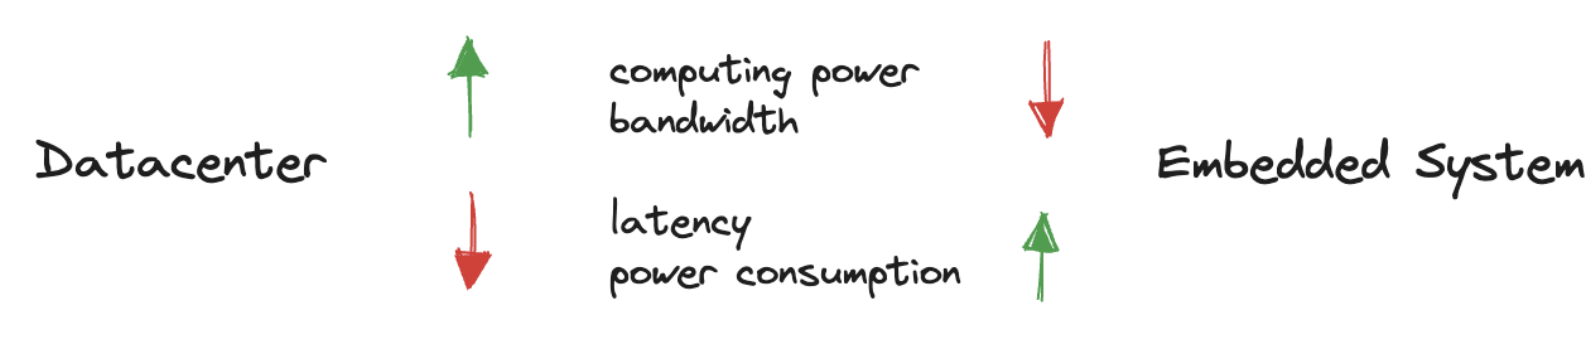 Datacenter
computing power
bandwidth
latency
power consumption
Embedded System